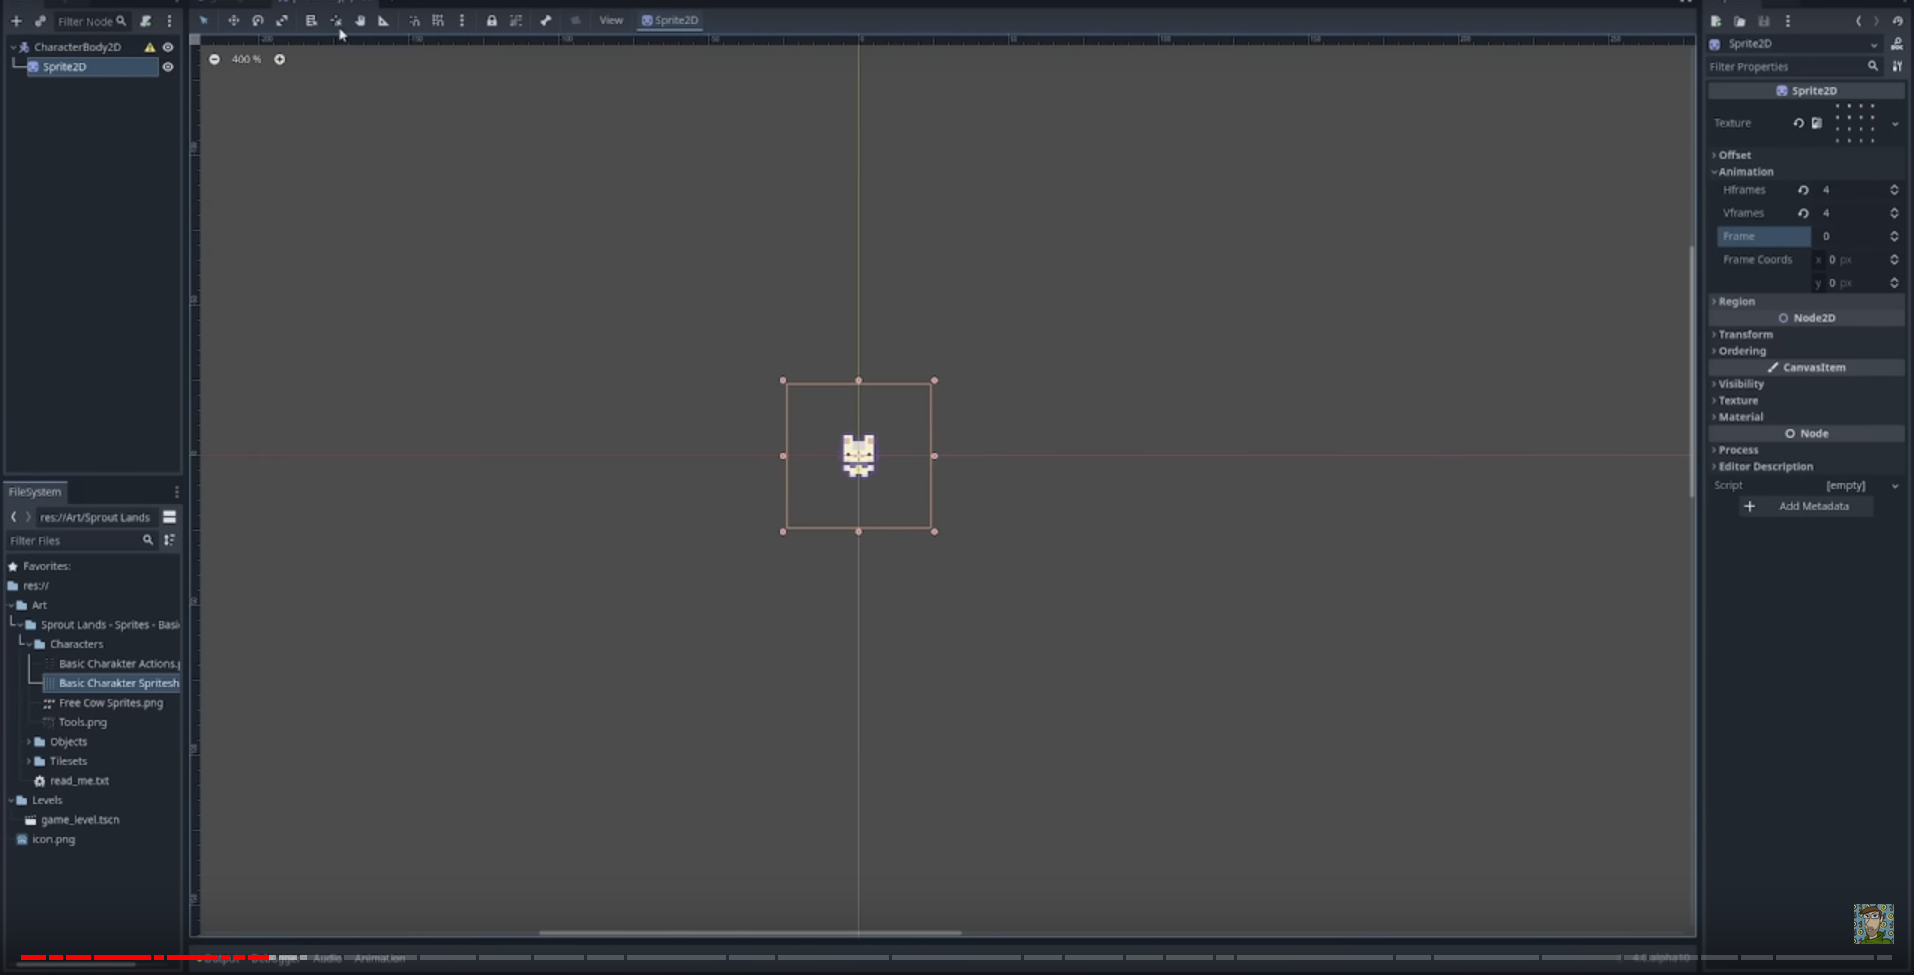 Filter Node
View
Sprite2D
CharacterBody2D
Sprite2D
400 %
FileSystem
res://Art/Sprout Lands
Filter Files
Favorites:
res://
Art
Sprout Lands - Sprites - Basi
Characters
Basic Charakter Actions.p
Basic Charakter Spritesh
Free Cow Sprites.png
Tools.png
Objects
Tilesets
read_me.txt
Levels
game_level.tscn
icon.png
Audio
Animation
Sprite2D
Filter Properties
Sprite2D
Texture
Offset
Animation
Hframes 4
Vframes 4
Frame 0
Frame Coords x 0 px
y 0 px
Region
Node2D
Transform
Ordering
CanvasItem
Visibility
Texture
Material
Node
Process
Editor Description
Script [empty]
Add Metadata